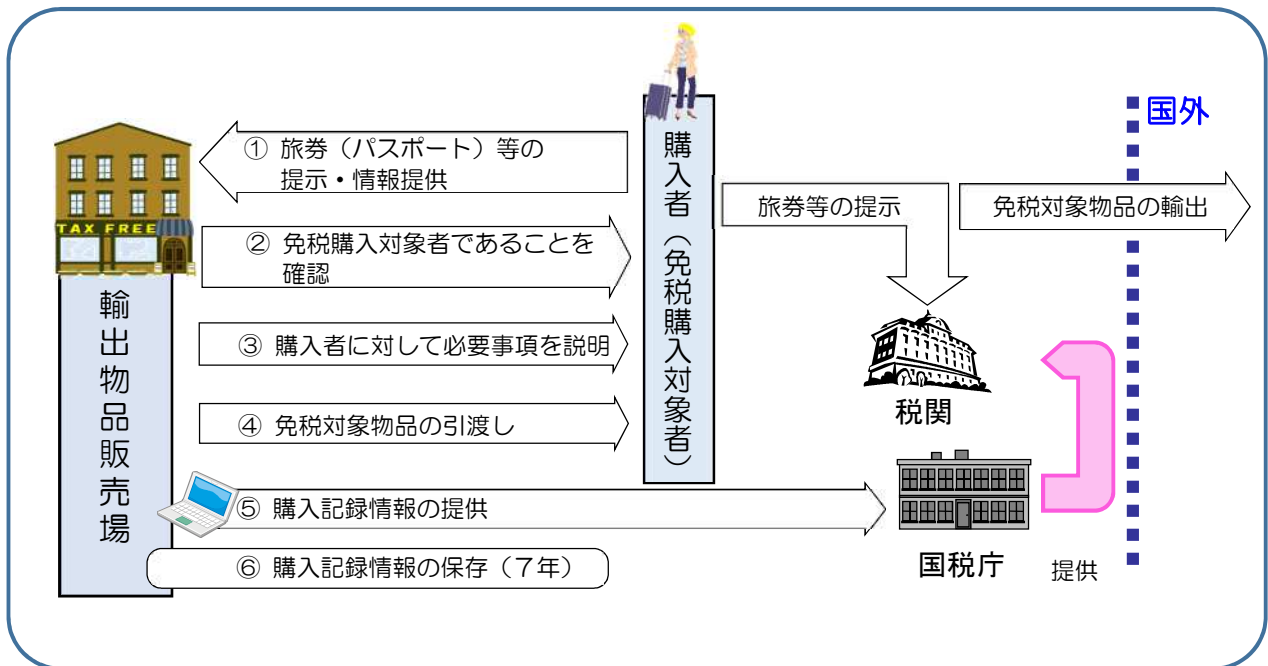 国外
① 旅券（パスポート）等の
提示・情報提供
TAX FREE
② 免税購入対象者であることを
確認
③ 購入者に対して必要事項を説明
④ 免税対象物品の引渡し
⑤ 購入記録情報の提供
⑥ 購入記録情報の保存（７年）
輸出物品販売場
購入者（免税購入対象者）
旅券等の提示
免税対象物品の輸出
税関
国税庁
提供